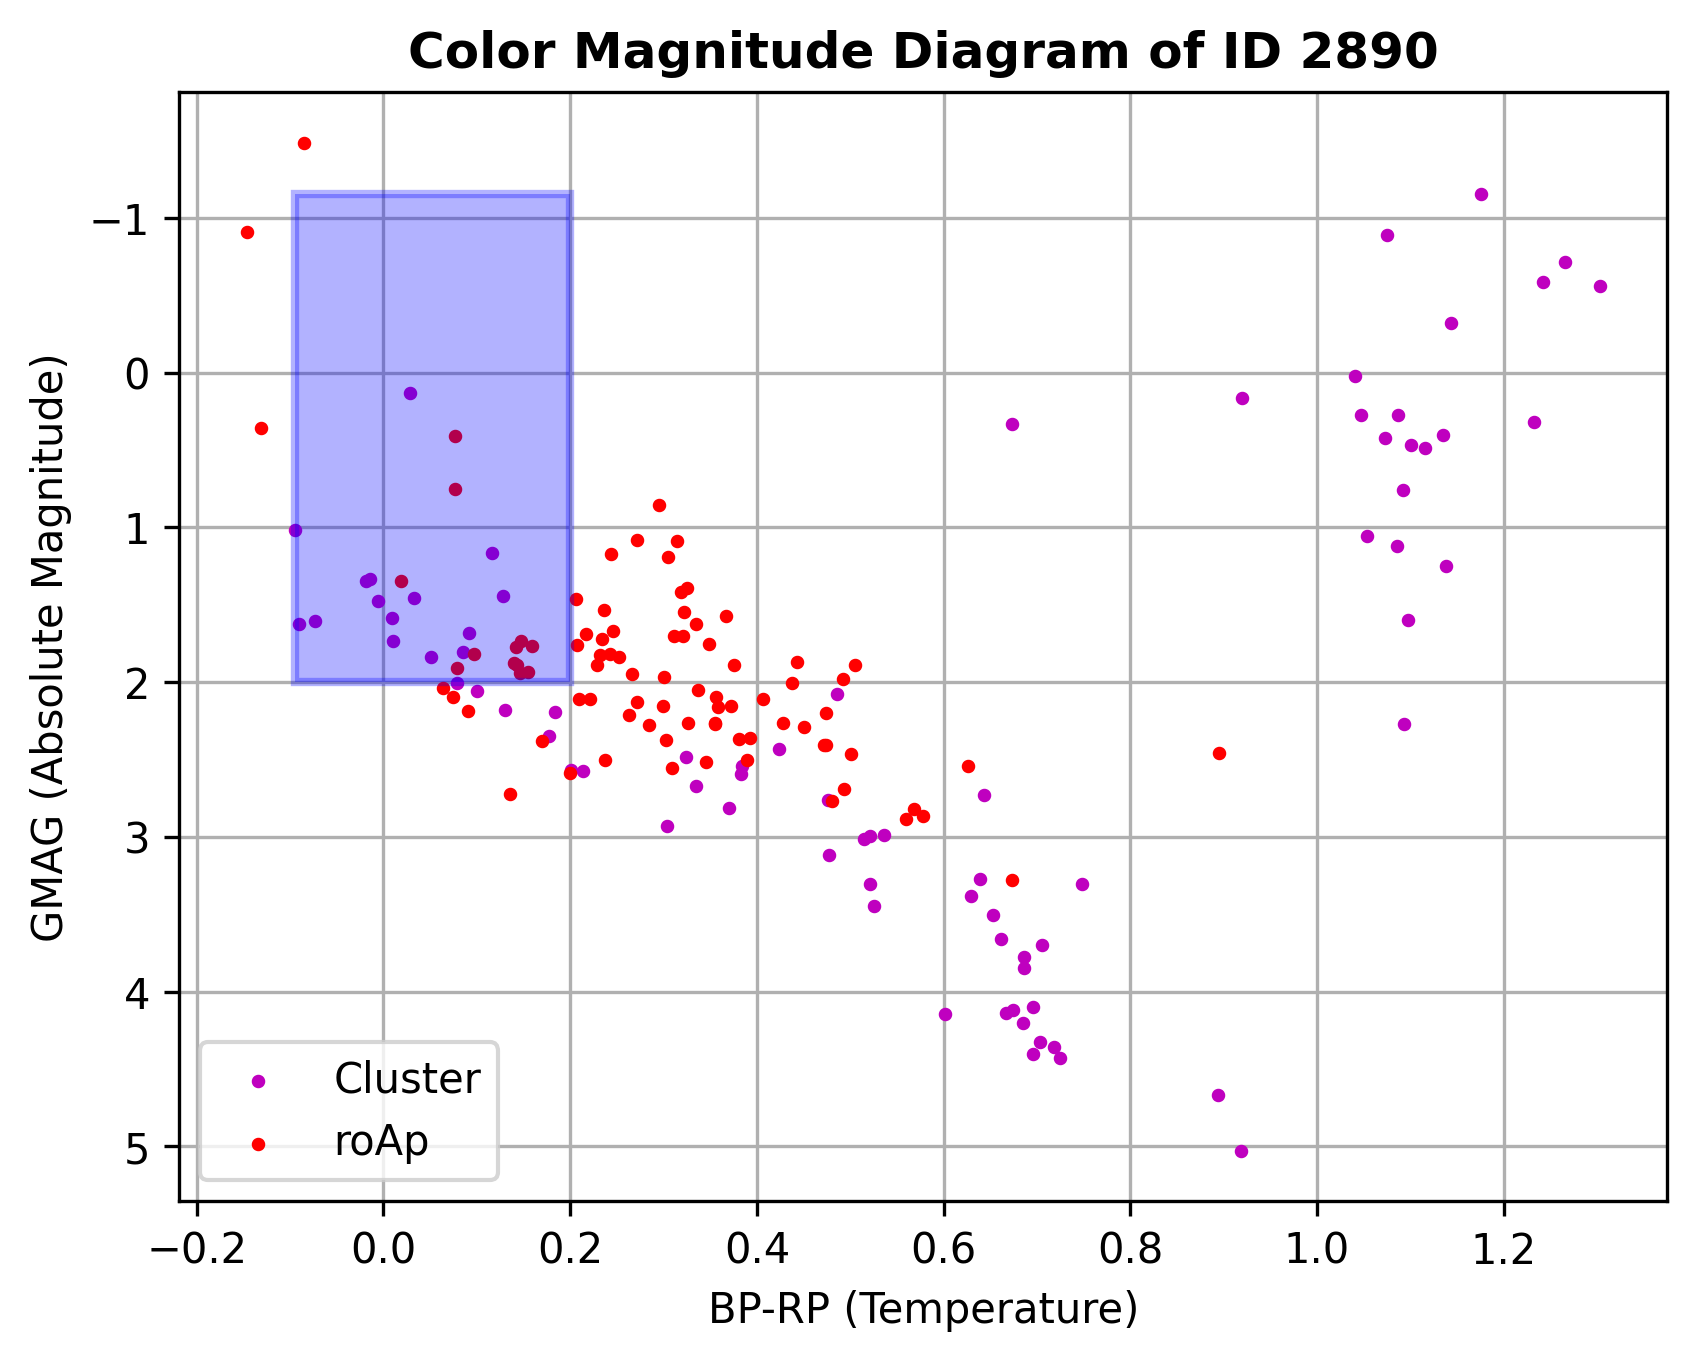 Color Magnitude Diagram of ID 2890
GMAG (Absolute Magnitude)
−1
0
1
2
3
4
5
Cluster
roAp
−0.2 0.0 0.2 0.4 0.6 0.8 1.0 1.2
BP-RP (Temperature)